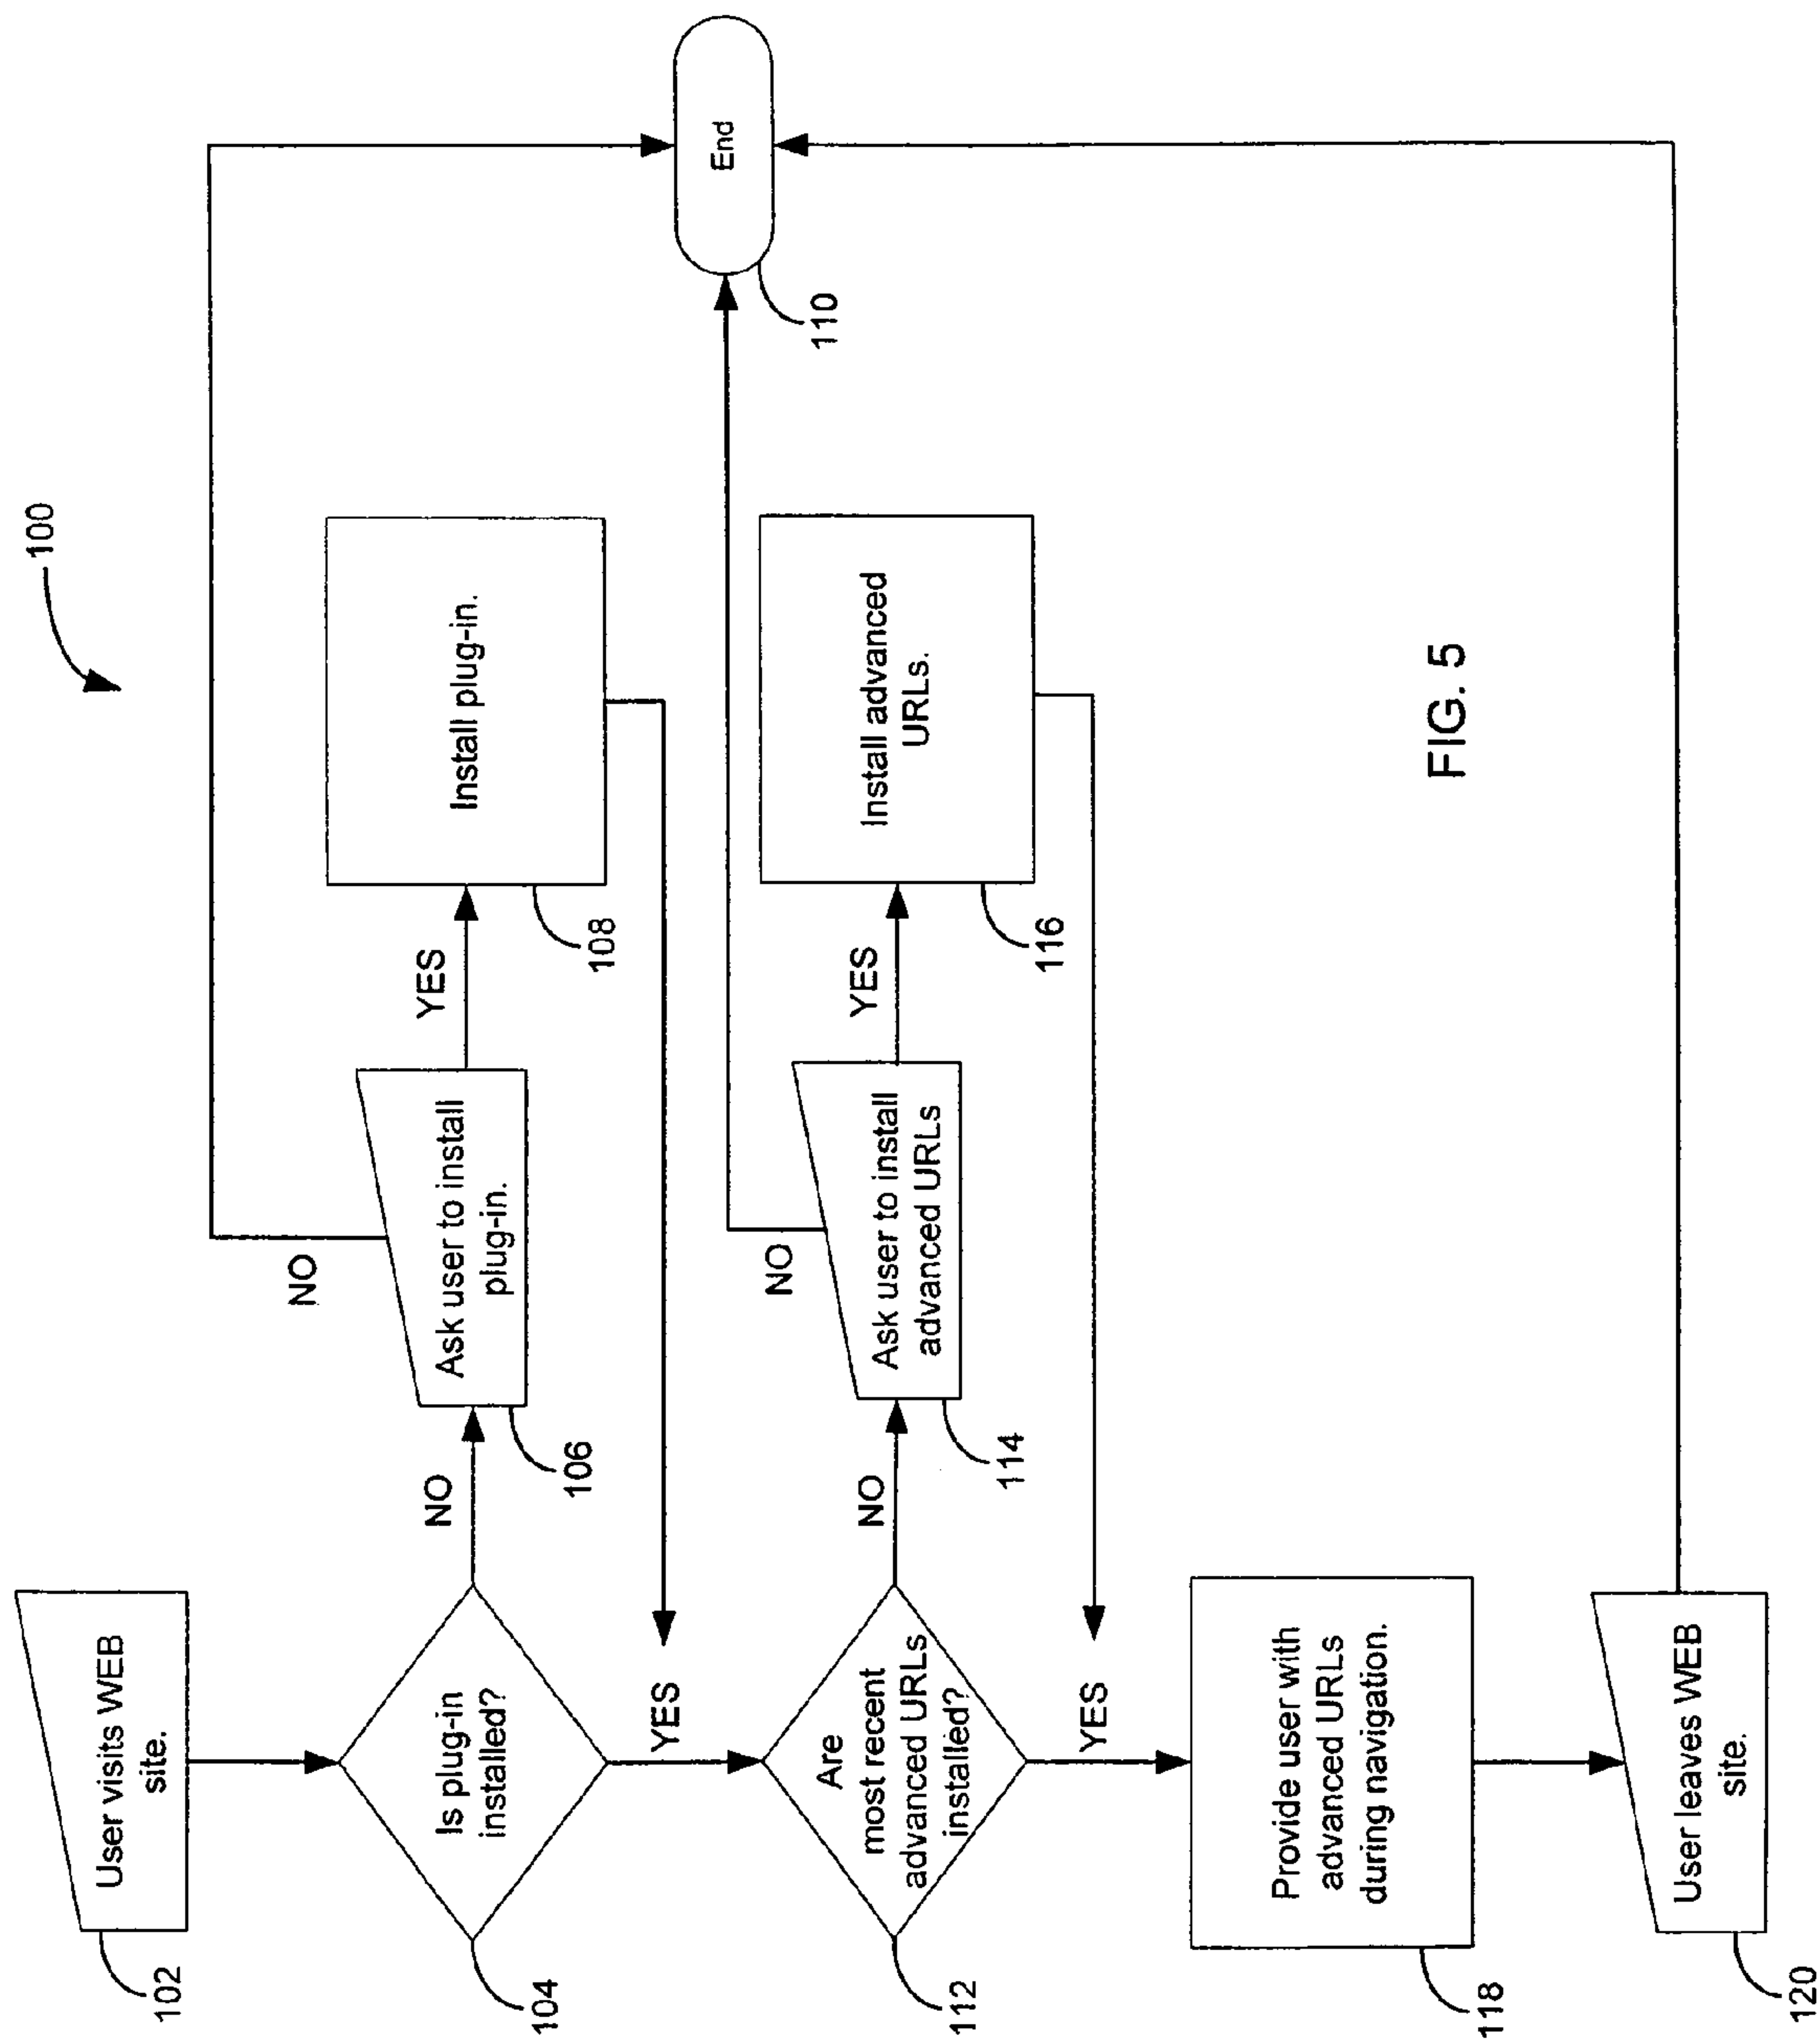 100
User visits WEB
site.
102
Is plug-in
installed?
104
NO
Ask user to install
plug-in.
106
NO
YES
Install plug-in.
108
YES
Are
most recent
advanced URLs
installed?
112
NO
Ask user to install
advanced URLs
114
NO
YES
Install advanced
URLs.
116
End
110
YES
Provide user with
advanced URLs
during navigation.
118
User leaves WEB
site.
120
FIG. 5